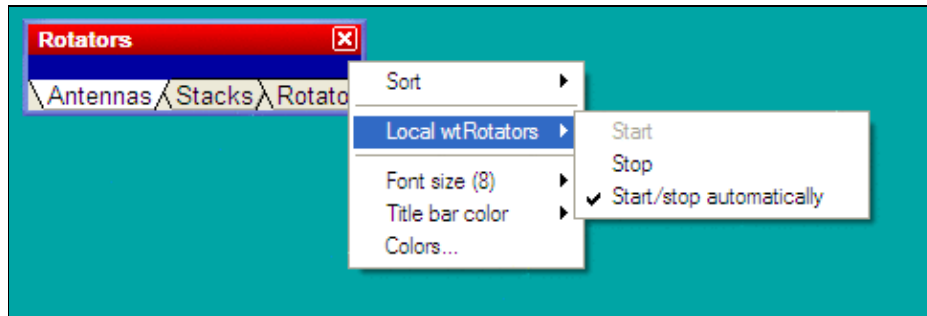 Rotators
Antennas Stacks Rotato
Sort
Local wtRotators
Font size (8)
Title bar color
Colors...
Start
Stop
Start/stop automatically